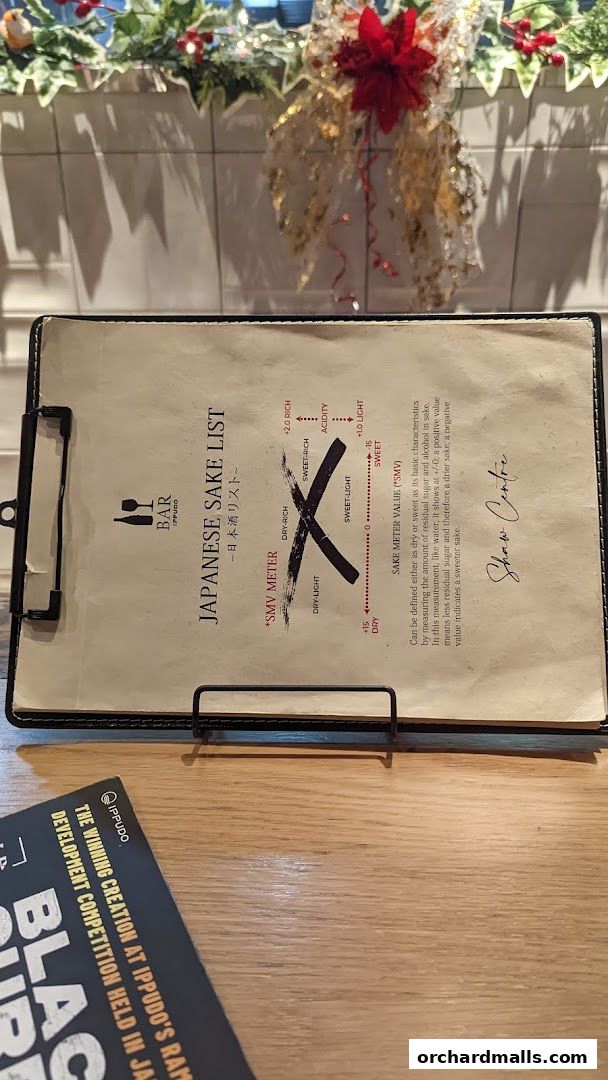 BAR
IPPUDO
JAPANESE SAKE LIST
~日本酒リスト~
*SMV METER
+2.0 RICH
ACIDITY
+1.0 LIGHT
DRY-RICH
SWEET-RICH
DRY-LIGHT
SWEET-LIGHT
+15 0 -15
DRY SWEET
SAKE METER VALUE (*SMV)
Can be defined either as dry or sweet as its basic characteristics
by measuring the amount of residual sugar and alcohol in sake.
In this measurement, like water, it shows at +/-0; a positive value
means less residual sugar and therefore a drier sake; a negative
value indicates a sweeter sake.
Shaw Centre
IPPUDO
THE WINNING CREATION AT IPPUDO'S RAM
DEVELOPMENT COMPETITION HELD IN JA
BLAC
orchardmalls.com